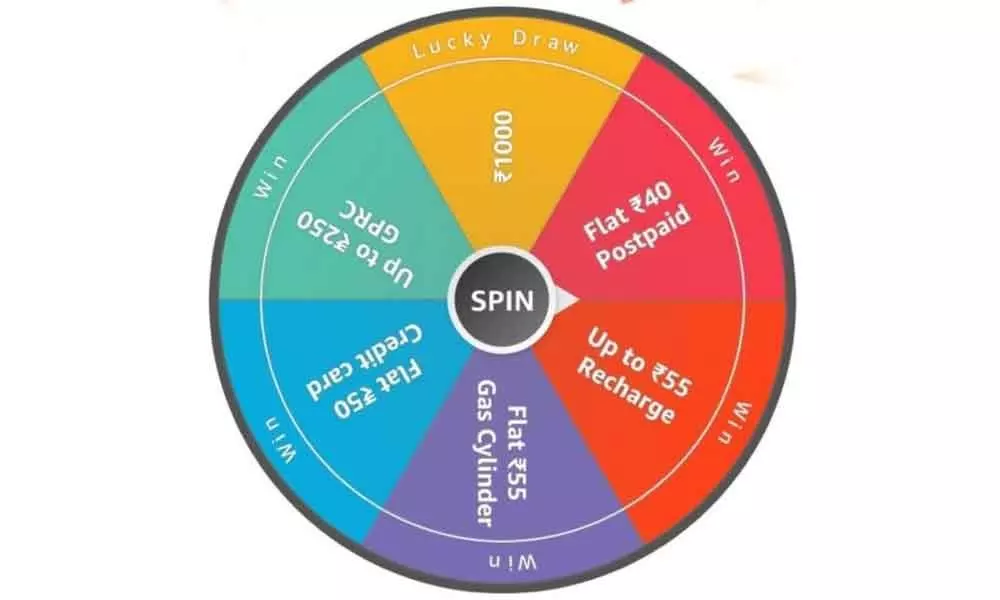 Lucky Draw
₹1000
Win
Flat ₹40
Postpaid
Win
Up to ₹55
Recharge
Win
Flat ₹55
Gas Cylinder
Win
Flat ₹50
Credit card
Win
Up to ₹250
GPRC
SPIN